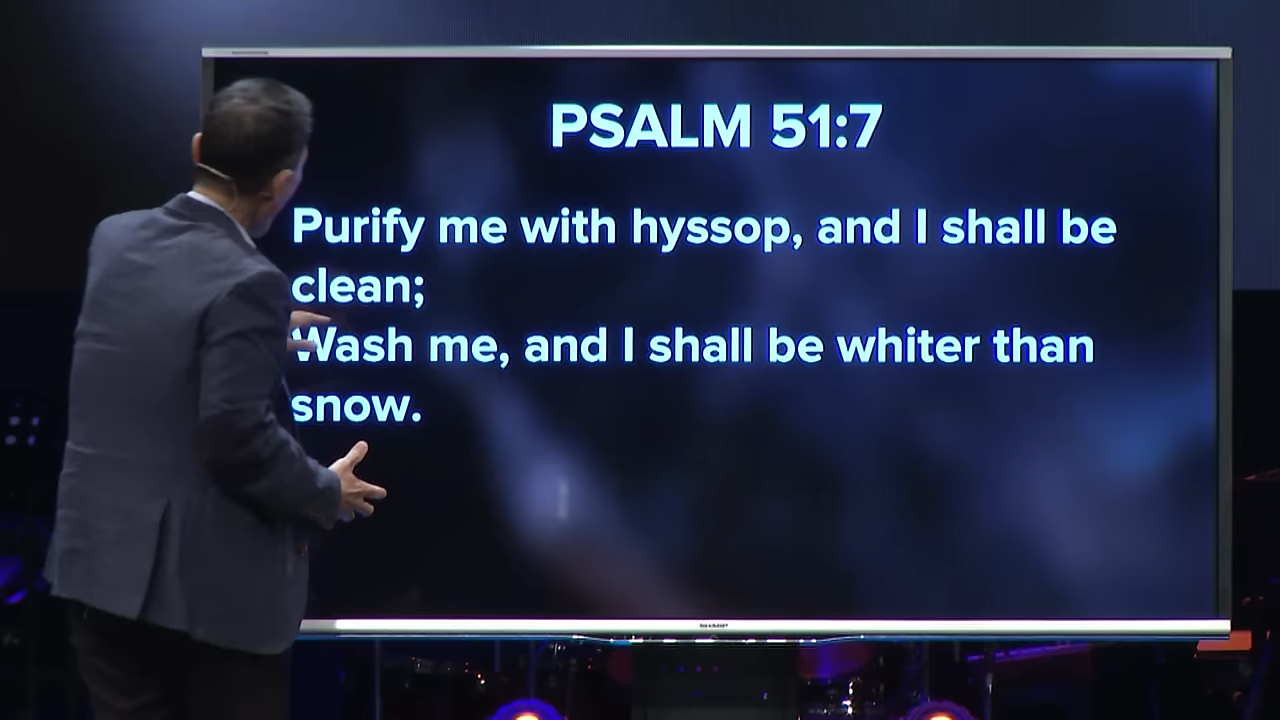 PSALM 51:7
Purify me with hyssop, and I shall be
clean;
Wash me, and I shall be whiter than
snow.
SHARP